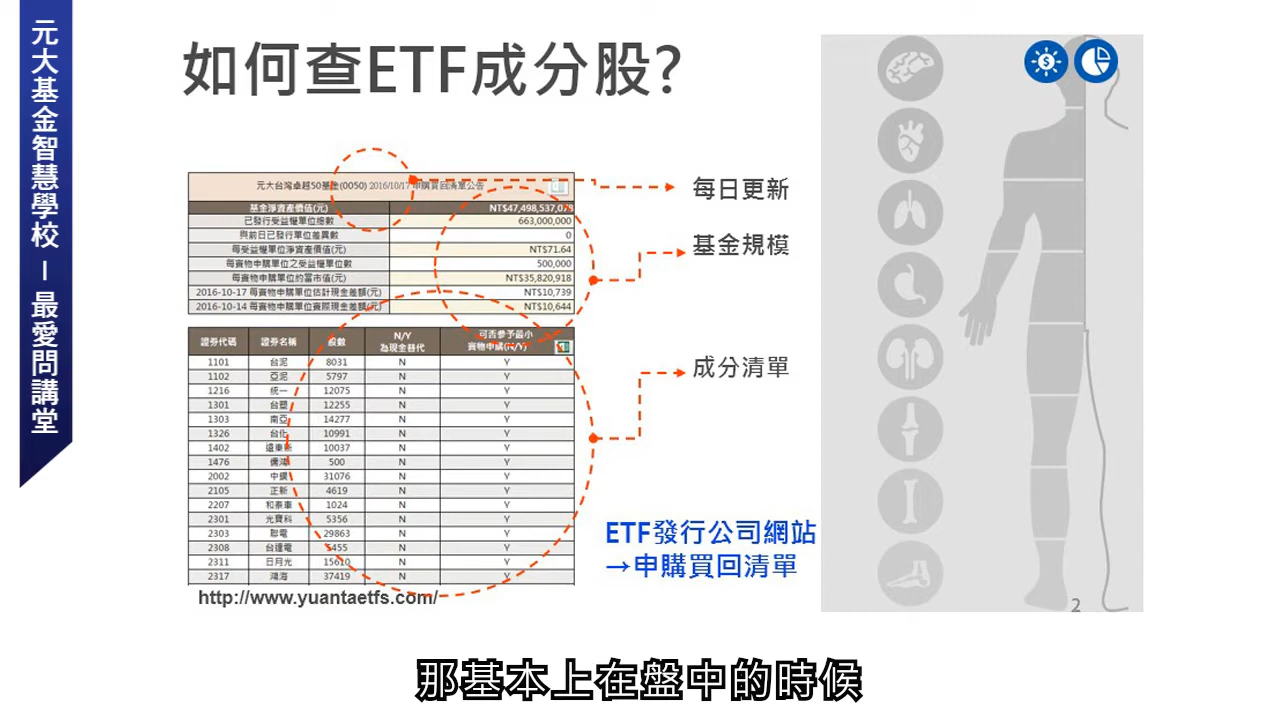 元大基金智慧學校－最愛問講堂
如何查ETF成分股?
元大台灣卓越50基金(0050) 2016/10/17 申購買回清單公告
基金淨資產價值(元) NT$47,498,537,073
已發行受益權單位總數 663,000,000
與前日已發行單位差異數 0
每受益權單位淨資產價值(元) NT$71.64
每實物申購單位之受益權單位數 500,000
每實物申購單位約當市值(元) NT$35,820,918
2016-10-17 每實物申購單位估計現金差額(元) NT$10,739
2016-10-14 每實物申購單位實際現金差額(元) NT$10,644
證券代碼 證券名稱 股數 N/Y 為現金替代 可否參予最小實物申購(N/Y)
1101 台泥 8031 N Y
1102 亞泥 5797 N Y
1216 統一 12075 N Y
1301 台塑 12255 N Y
1303 南亞 14277 N Y
1326 台化 10991 N Y
1402 遠東新 10037 N Y
1476 儒鴻 500 N Y
2002 中鋼 31076 N Y
2105 正新 4619 N Y
2207 和泰車 1024 N Y
2301 光寶科 5356 N Y
2303 聯電 29863 N Y
2308 台達電 5455 N Y
2311 日月光 15610 N Y
2317 鴻海 37419 N Y
http://www.yuantaetfs.com/
每日更新
基金規模
成分清單
ETF發行公司網站
→申購買回清單
$
2
那基本上在盤中的時候